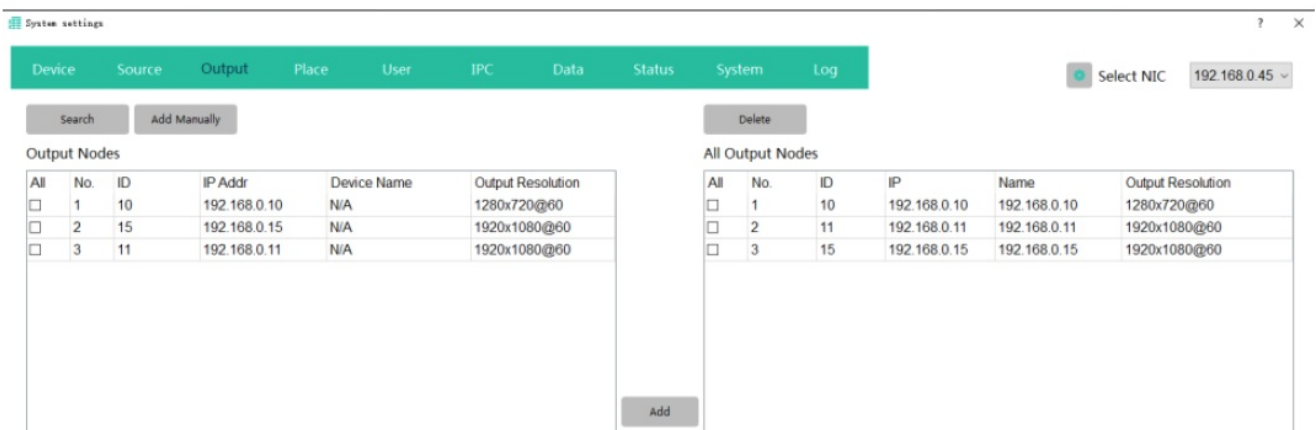 System settings ? ×
Device Source Output Place User IPC Data Status System Log Select NIC 192.168.0.45
Search Add Manually Delete
Output Nodes All Output Nodes
All No. ID IP Addr Device Name Output Resolution All No. ID IP Name Output Resolution
1 10 192.168.0.10 N/A 1280x720@60 1 10 192.168.0.10 192.168.0.10 1280x720@60
2 15 192.168.0.15 N/A 1920x1080@60 2 11 192.168.0.11 192.168.0.11 1920x1080@60
3 11 192.168.0.11 N/A 1920x1080@60 3 15 192.168.0.15 192.168.0.15 1920x1080@60
Add